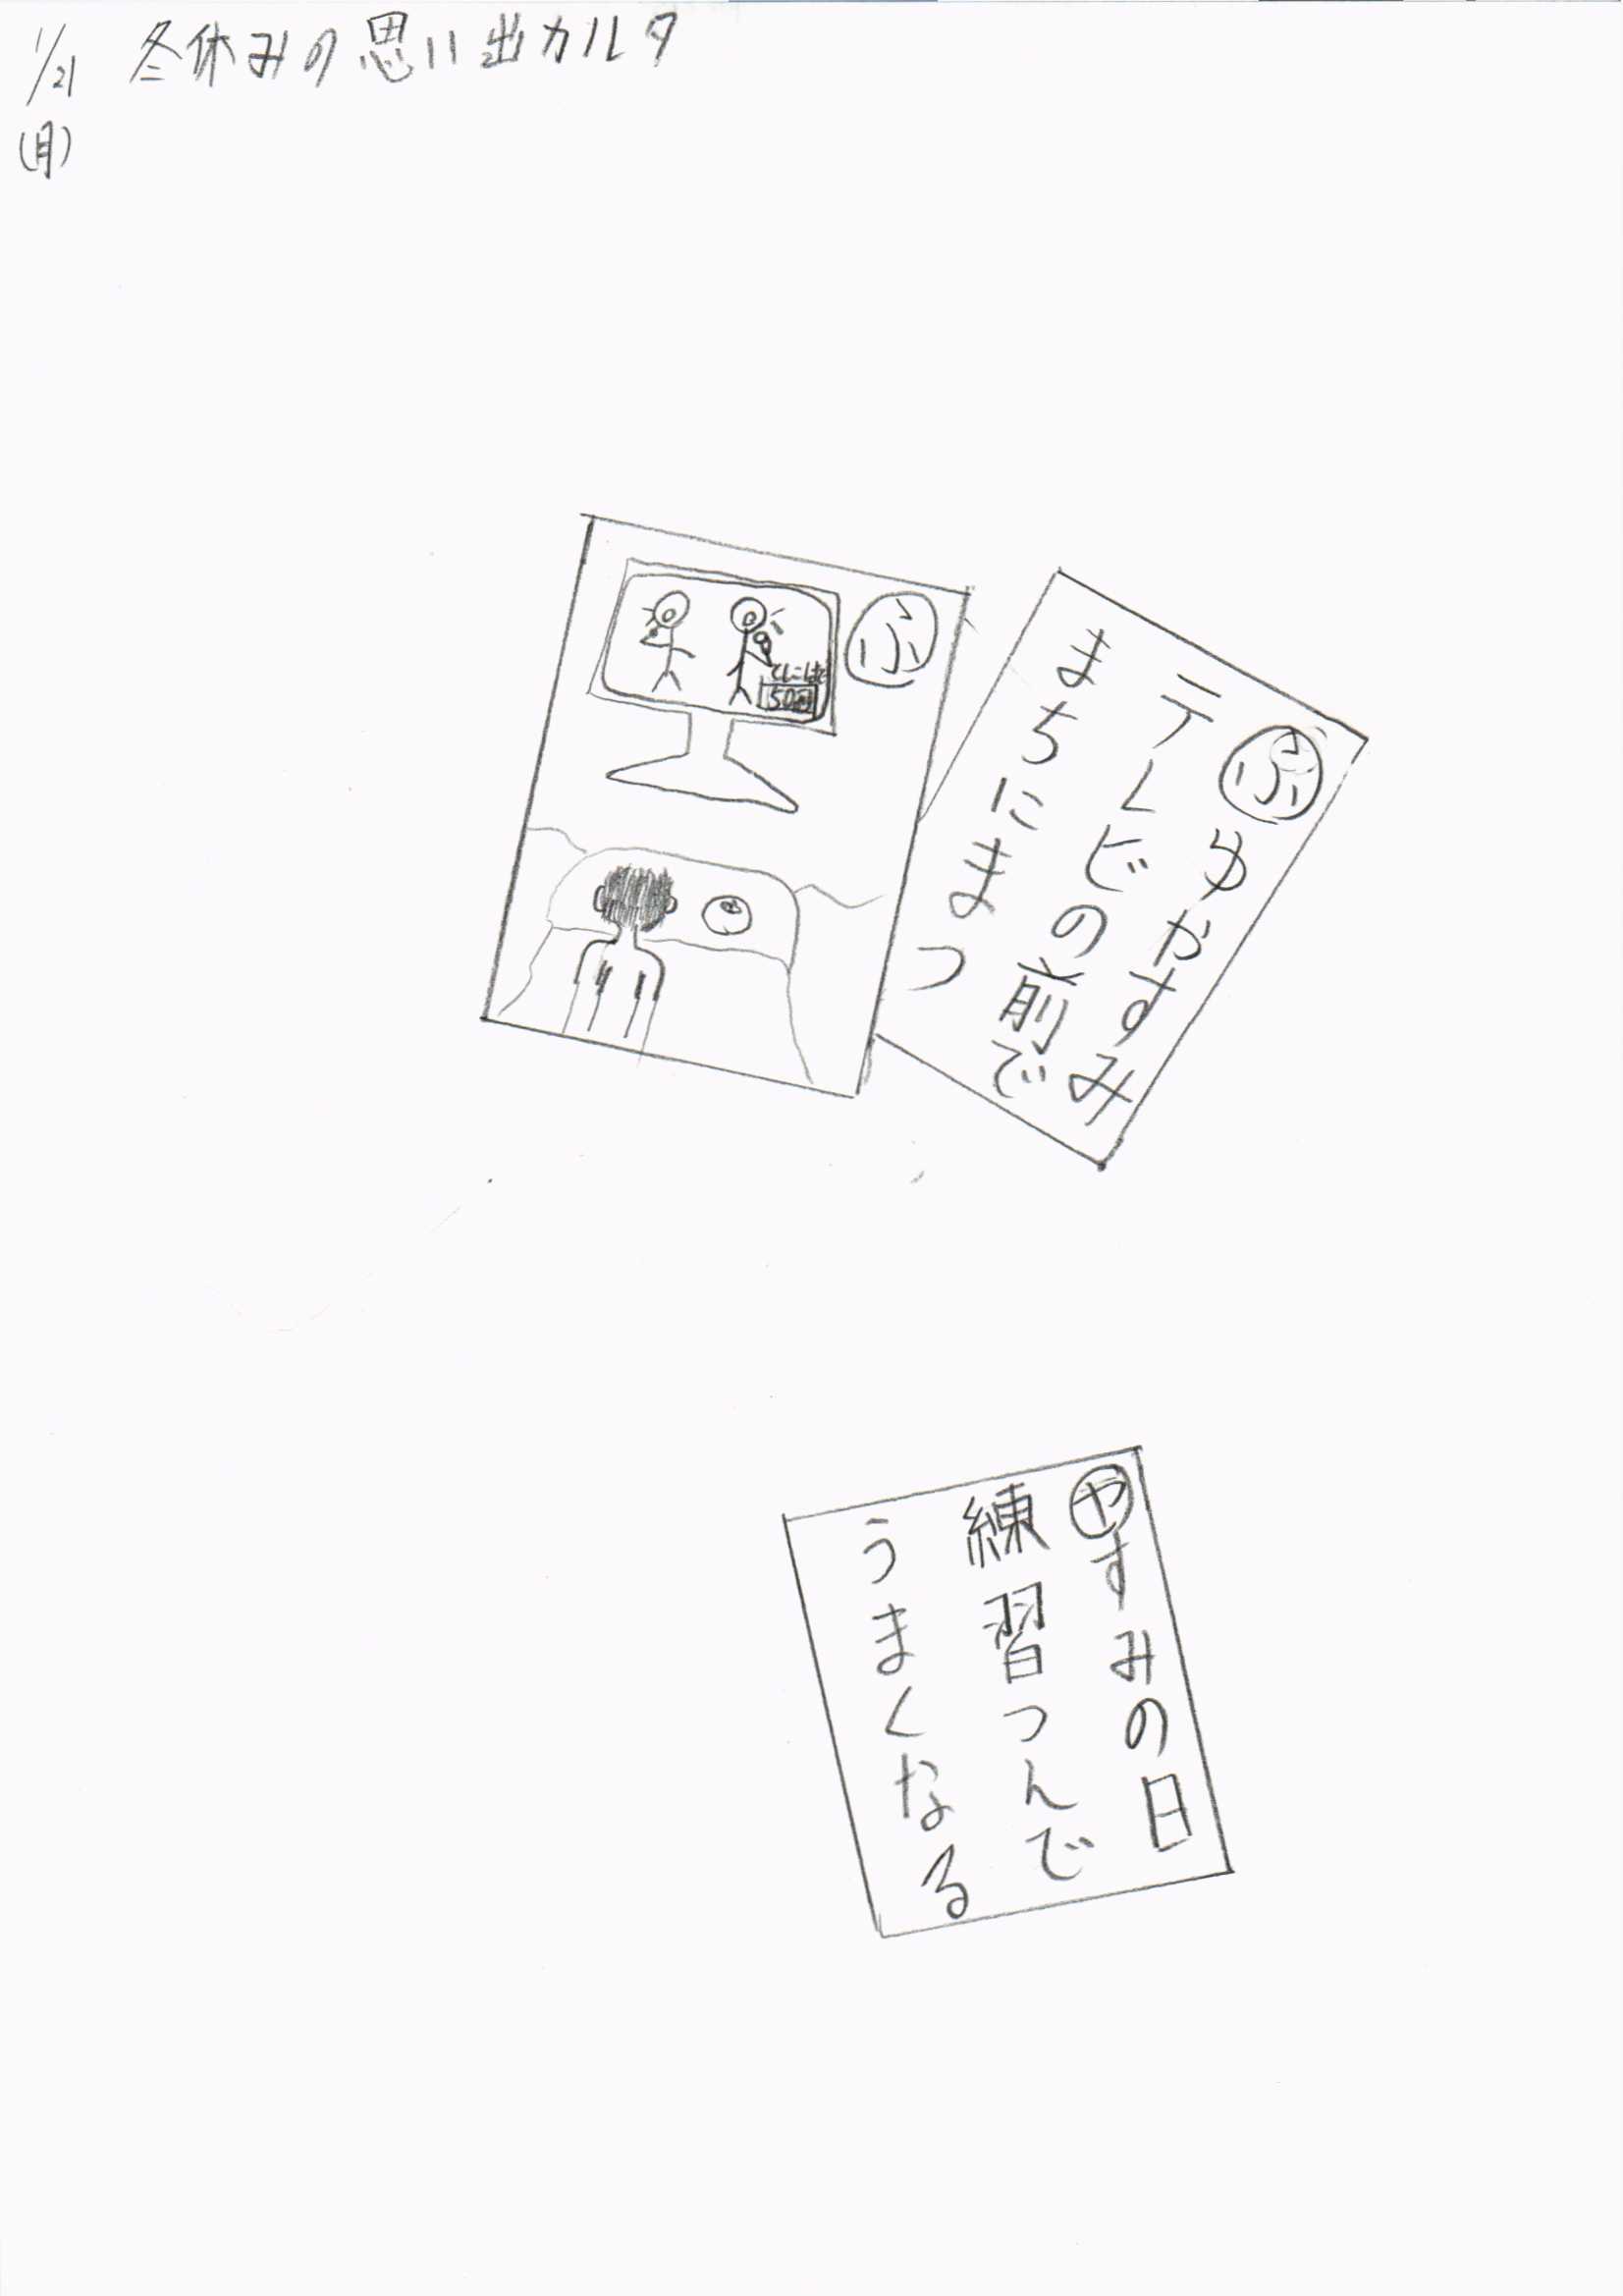 1/21 冬休みの思い出カルタ
(月)
ふ
50回
ふゆやすみ
テレビの前で
まちにまつ
やすみの日
練習つんで
うまくなる